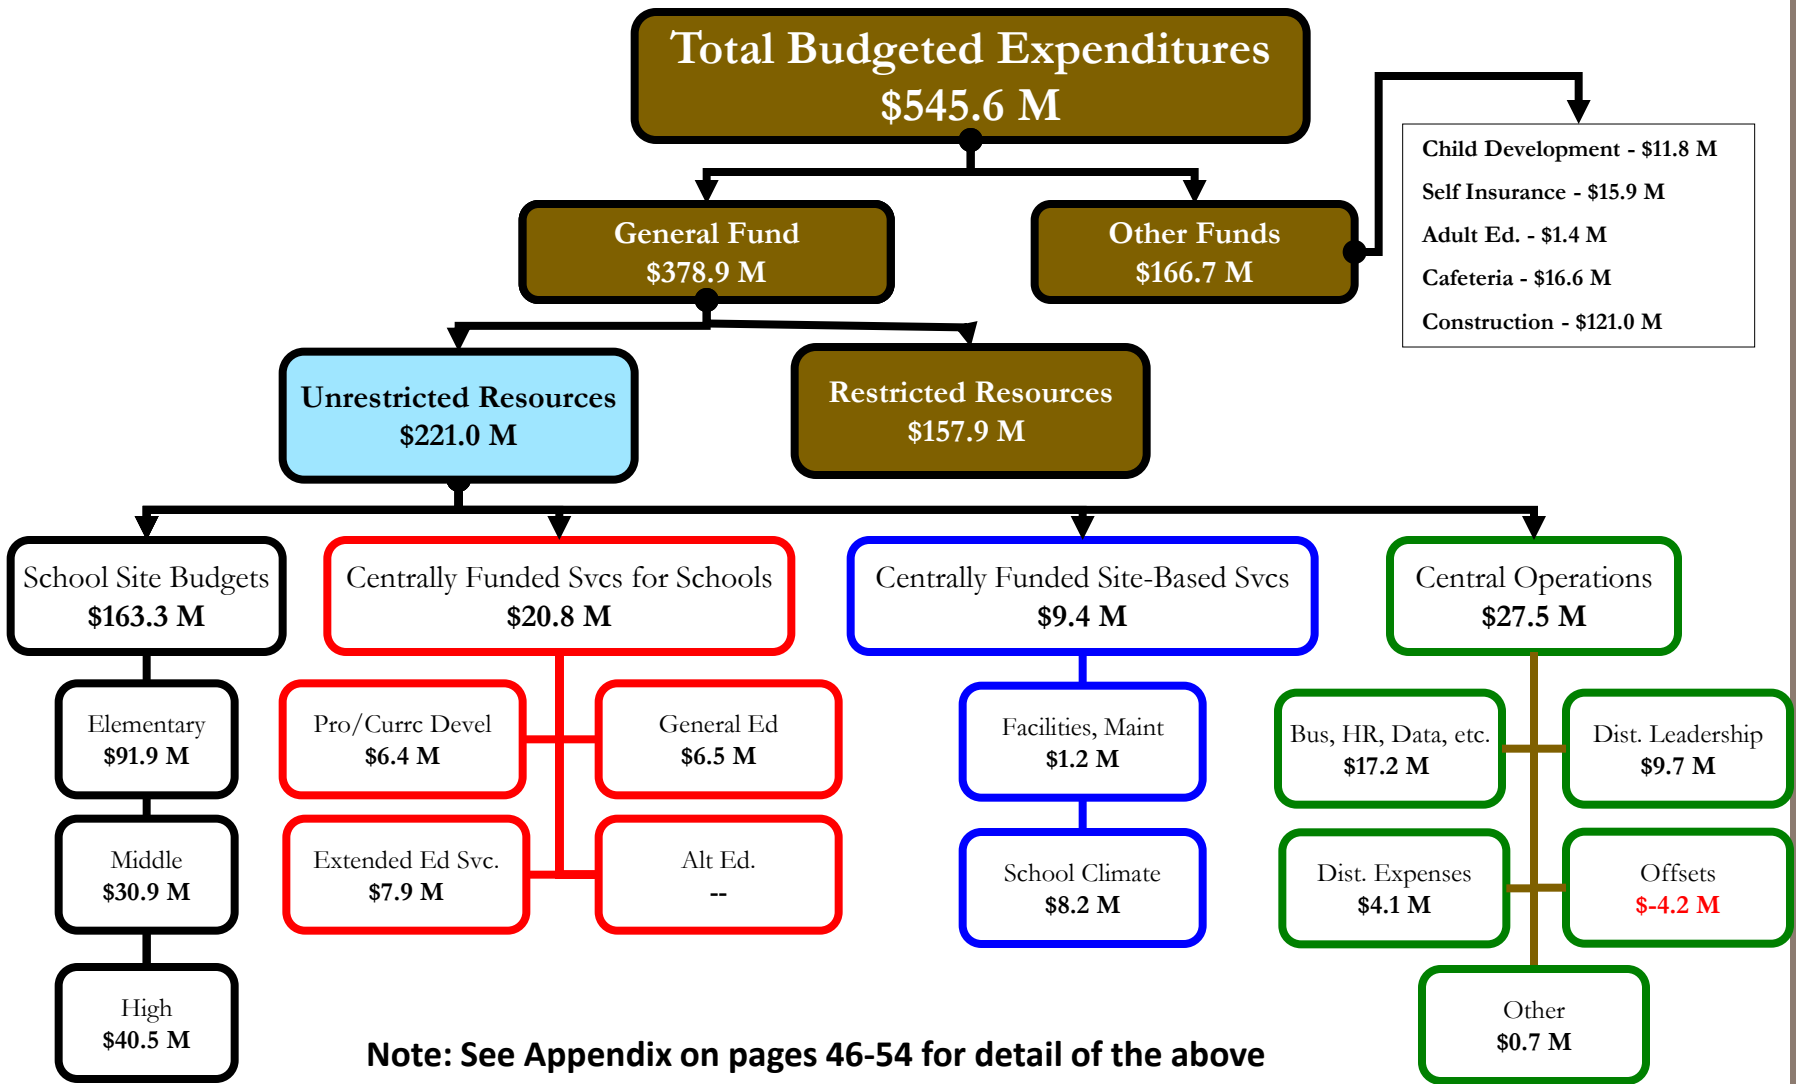 Total Budgeted Expenditures
$545.6 M
Child Development - $11.8 M
Self Insurance - $15.9 M
Adult Ed. - $1.4 M
Cafeteria - $16.6 M
Construction - $121.0 M
General Fund
$378.9 M
Other Funds
$166.7 M
Unrestricted Resources
$221.0 M
Restricted Resources
$157.9 M
School Site Budgets
$163.3 M
Centrally Funded Svcs for Schools
$20.8 M
Centrally Funded Site-Based Svcs
$9.4 M
Central Operations
$27.5 M
Elementary
$91.9 M
Pro/Currc Devel
$6.4 M
General Ed
$6.5 M
Facilities, Maint
$1.2 M
Bus, HR, Data, etc.
$17.2 M
Dist. Leadership
$9.7 M
Middle
$30.9 M
Extended Ed Svc.
$7.9 M
Alt Ed.
--
School Climate
$8.2 M
Dist. Expenses
$4.1 M
Offsets
$-4.2 M
High
$40.5 M
Other
$0.7 M
Note: See Appendix on pages 46-54 for detail of the above